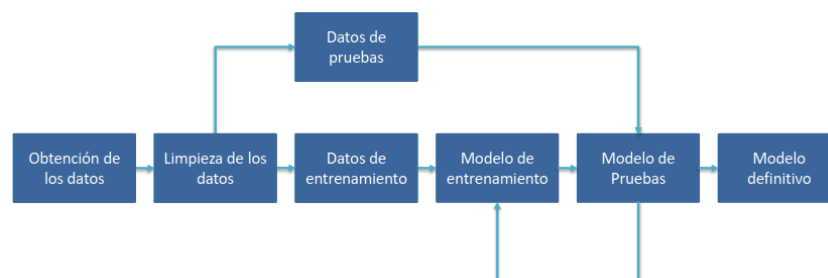 Datos de
pruebas
Obtención de
los datos
Limpieza de los
datos
Datos de
entrenamiento
Modelo de
entrenamiento
Modelo de
Pruebas
Modelo
definitivo